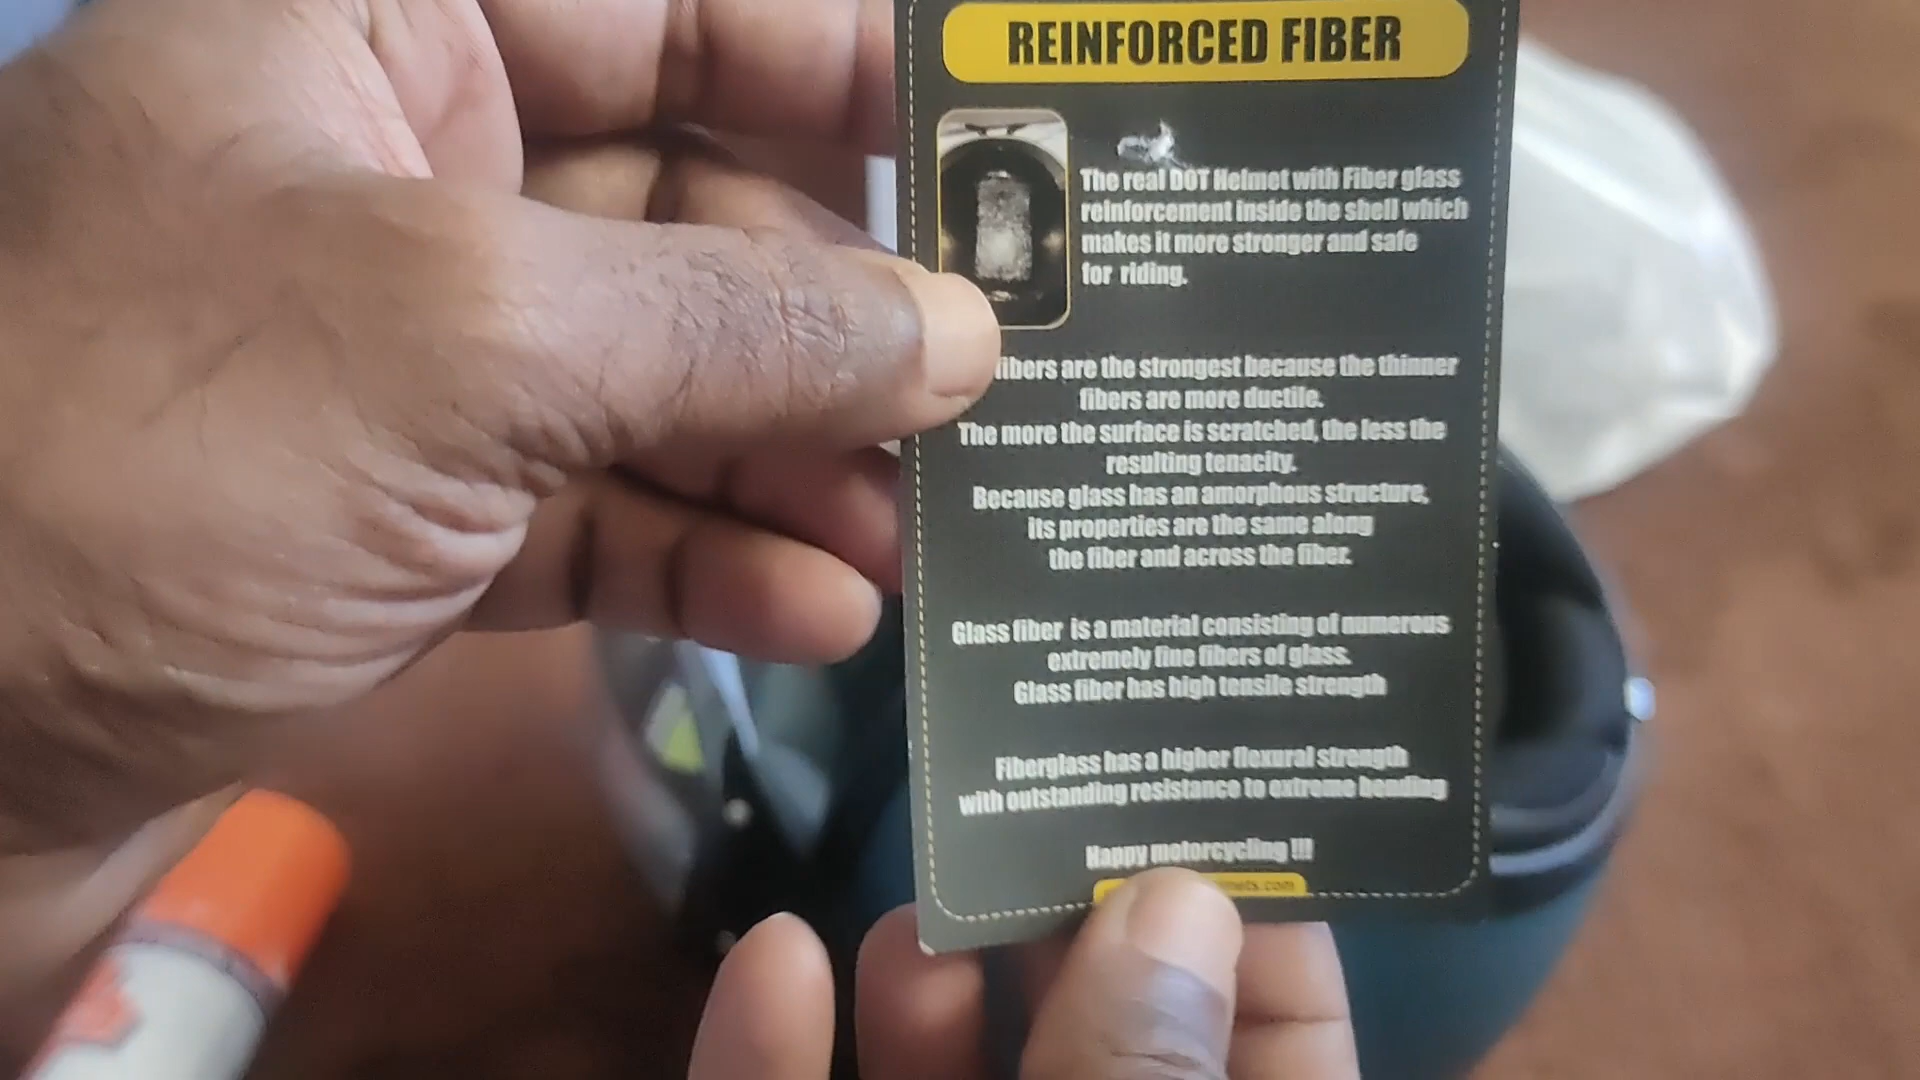 REINFORCED FIBER
The real DOT Helmet with Fiber glass
reinforcement inside the shell which
makes it more stronger and safe
for riding.
fibers are the strongest because the thinner
fibers are more ductile.
The more the surface is scratched, the less the
resulting tenacity.
Because glass has an amorphous structure,
its properties are the same along
the fiber and across the fiber.
Glass fiber is a material consisting of numerous
extremely fine fibers of glass.
Glass fiber has high tensile strength
Fiberglass has a higher flexural strength
with outstanding resistance to extreme bending
Happy motorcycling !!!